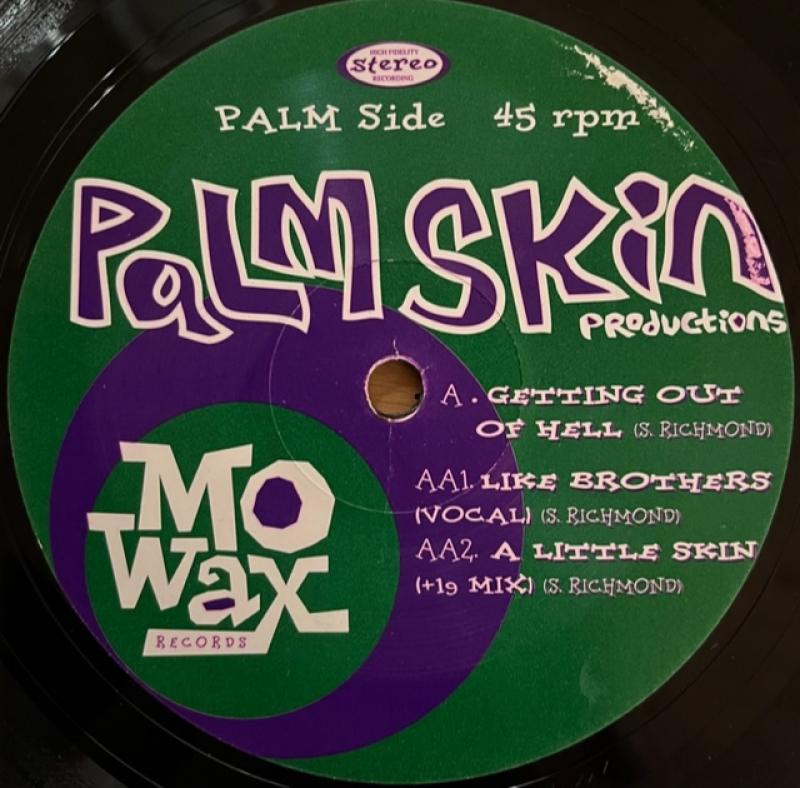 HIGH FIDELITY
stereo
RECORDING
PALM Side 45 rpm
PaLM SKin
PRODUCtiONS
A. GETTING OUT
OF HELL (S. RICHMOND)
AA1. LIKE BROTHERS
(VOCAL) (S. RICHMOND)
AA2. A LITTLE SKIN
(+19 MIX) (S. RICHMOND)
MO
Wax
RECORDS